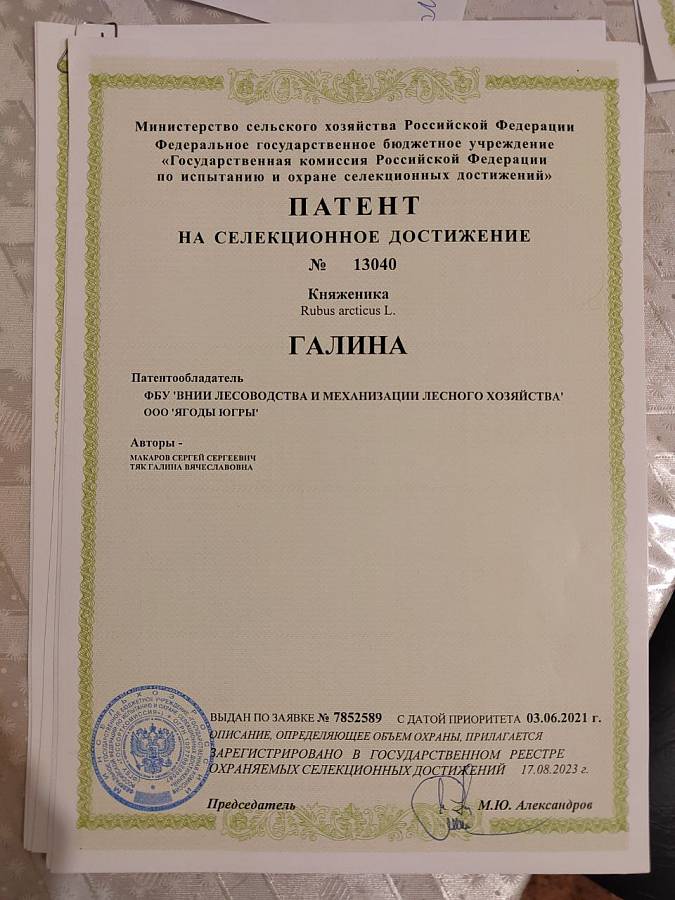 Министерство сельского хозяйства Российской Федерации
Федеральное государственное бюджетное учреждение
«Государственная комиссия Российской Федерации
по испытанию и охране селекционных достижений»
ПАТЕНТ
НА СЕЛЕКЦИОННОЕ ДОСТИЖЕНИЕ
№ 13040
Княженика
Rubus arcticus L.
ГАЛИНА
Патентообладатель
ФБУ 'ВНИИ ЛЕСОВОДСТВА И МЕХАНИЗАЦИИ ЛЕСНОГО ХОЗЯЙСТВА'
ООО 'ЯГОДЫ ЮГРЫ'
Авторы -
МАКАРОВ СЕРГЕЙ СЕРГЕЕВИЧ
ТЯК ГАЛИНА ВЯЧЕСЛАВОВНА
ВЫДАН ПО ЗАЯВКЕ № 7852589 С ДАТОЙ ПРИОРИТЕТА 03.06.2021 г.
ОПИСАНИЕ, ОПРЕДЕЛЯЮЩЕЕ ОБЪЕМ ОХРАНЫ, ПРИЛАГАЕТСЯ
ЗАРЕГИСТРИРОВАНО В ГОСУДАРСТВЕННОМ РЕЕСТРЕ
ОХРАНЯЕМЫХ СЕЛЕКЦИОННЫХ ДОСТИЖЕНИЙ 17.08.2023 г.
Председатель М.Ю. Александров